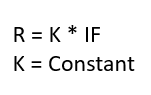 R = K * IF
K = Constant